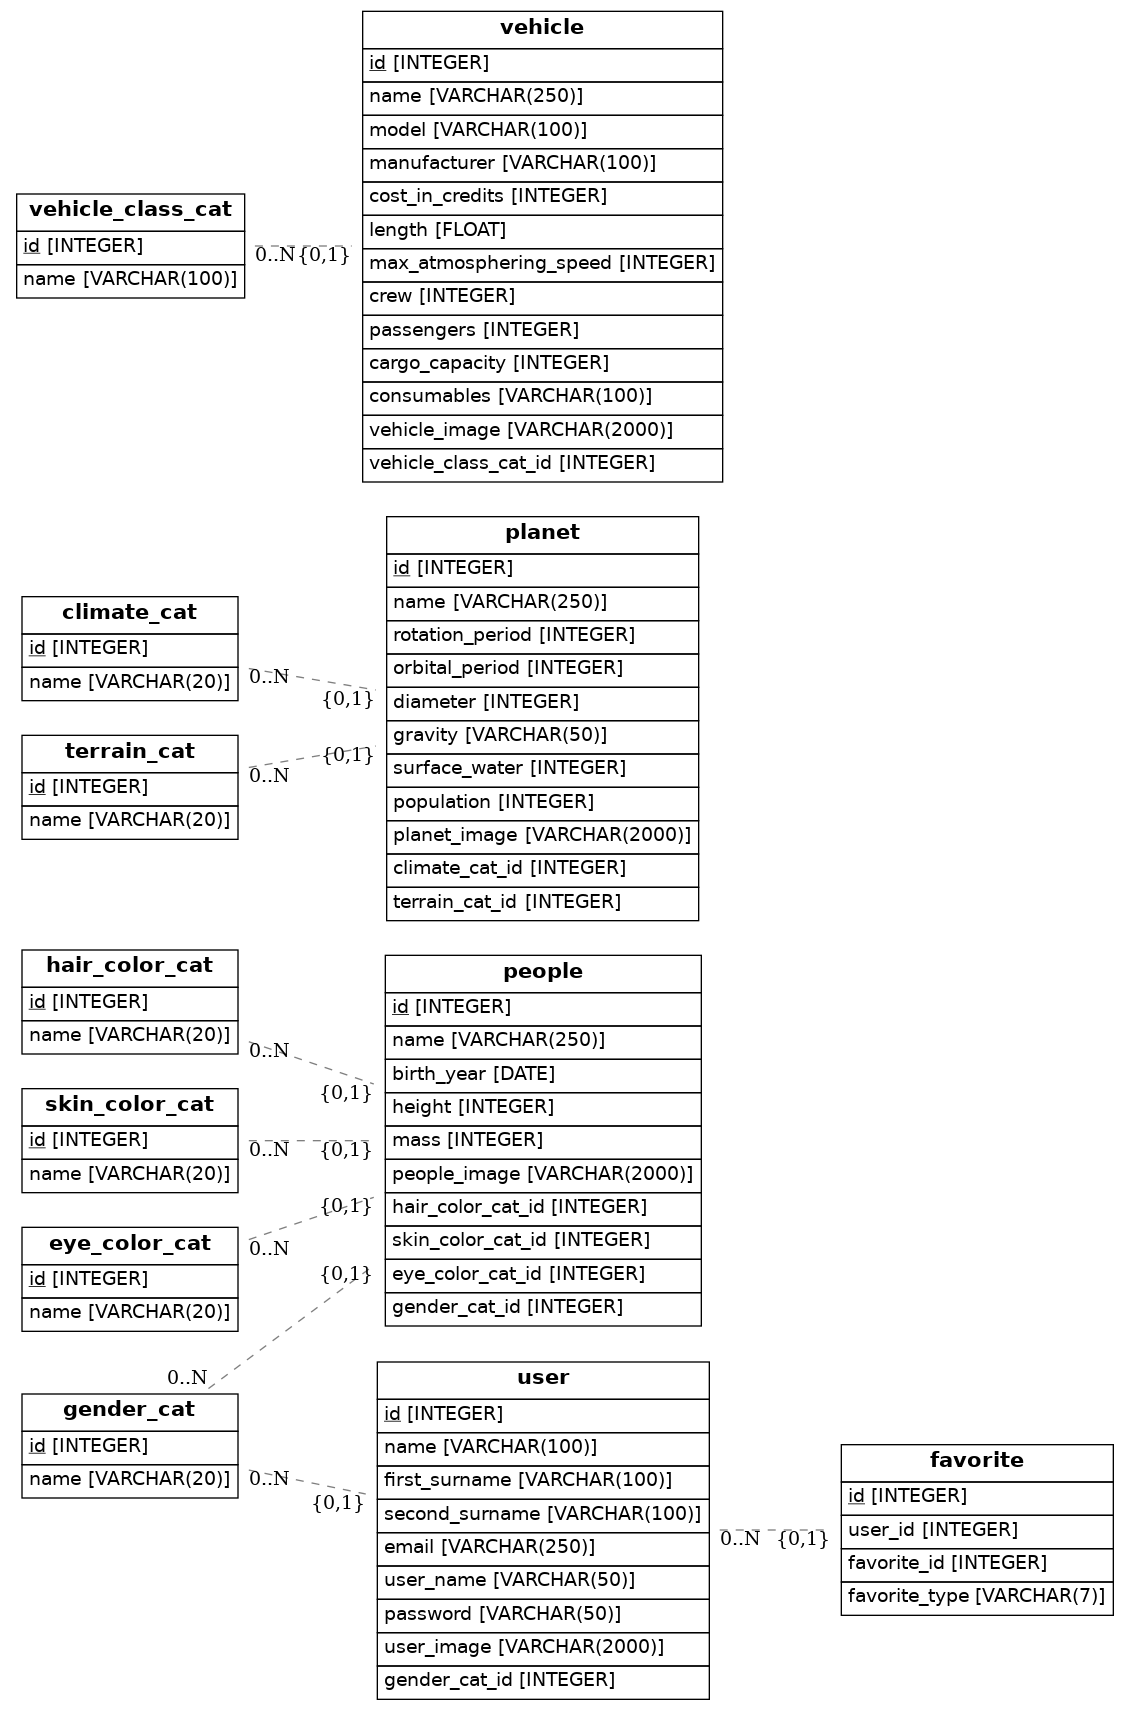 vehicle
id [INTEGER]
name [VARCHAR(250)]
model [VARCHAR(100)]
manufacturer [VARCHAR(100)]
cost_in_credits [INTEGER]
length [FLOAT]
max_atmosphering_speed [INTEGER]
crew [INTEGER]
passengers [INTEGER]
cargo_capacity [INTEGER]
consumables [VARCHAR(100)]
vehicle_image [VARCHAR(2000)]
vehicle_class_cat_id [INTEGER]
vehicle_class_cat
id [INTEGER]
name [VARCHAR(100)]
0..N
{0,1}
planet
id [INTEGER]
name [VARCHAR(250)]
rotation_period [INTEGER]
orbital_period [INTEGER]
diameter [INTEGER]
gravity [VARCHAR(50)]
surface_water [INTEGER]
population [INTEGER]
planet_image [VARCHAR(2000)]
climate_cat_id [INTEGER]
terrain_cat_id [INTEGER]
climate_cat
id [INTEGER]
name [VARCHAR(20)]
0..N
{0,1}
terrain_cat
id [INTEGER]
name [VARCHAR(20)]
0..N
{0,1}
people
id [INTEGER]
name [VARCHAR(250)]
birth_year [DATE]
height [INTEGER]
mass [INTEGER]
people_image [VARCHAR(2000)]
hair_color_cat_id [INTEGER]
skin_color_cat_id [INTEGER]
eye_color_cat_id [INTEGER]
gender_cat_id [INTEGER]
hair_color_cat
id [INTEGER]
name [VARCHAR(20)]
0..N
{0,1}
skin_color_cat
id [INTEGER]
name [VARCHAR(20)]
0..N
{0,1}
eye_color_cat
id [INTEGER]
name [VARCHAR(20)]
0..N
{0,1}
gender_cat
id [INTEGER]
name [VARCHAR(20)]
0..N
{0,1}
0..N
{0,1}
user
id [INTEGER]
name [VARCHAR(100)]
first_surname [VARCHAR(100)]
second_surname [VARCHAR(100)]
email [VARCHAR(250)]
user_name [VARCHAR(50)]
password [VARCHAR(50)]
user_image [VARCHAR(2000)]
gender_cat_id [INTEGER]
0..N
{0,1}
favorite
id [INTEGER]
user_id [INTEGER]
favorite_id [INTEGER]
favorite_type [VARCHAR(7)]